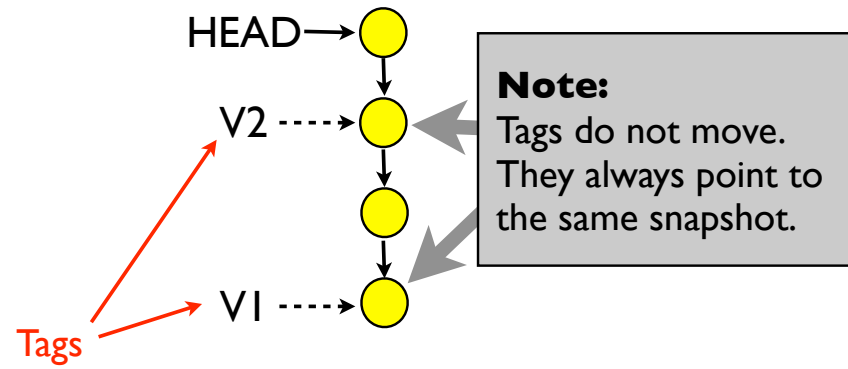 HEAD
Note:
V2
Tags do not move.
They always point to
the same snapshot.
V1
Tags